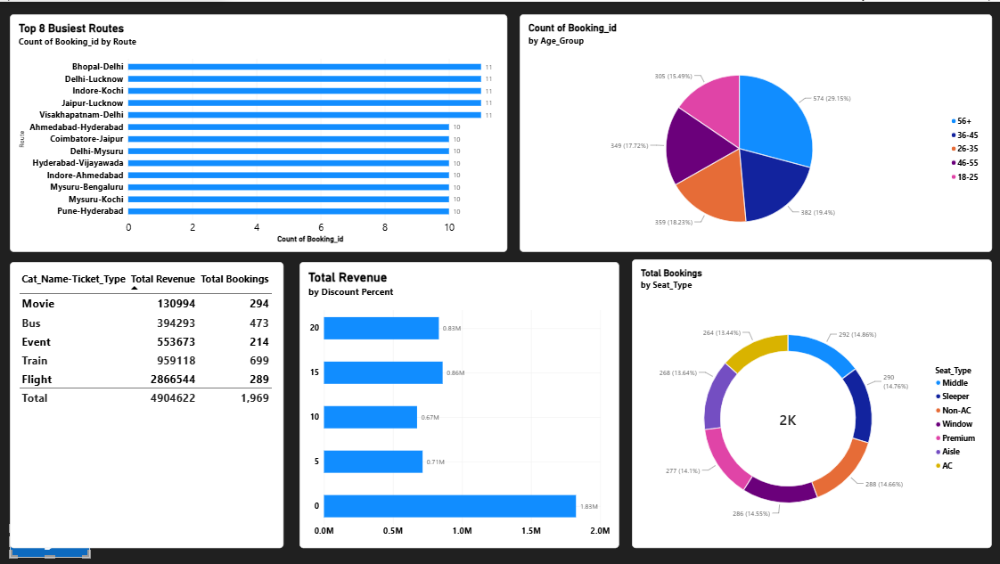 Top 8 Busiest Routes
Count of Booking_id by Route
Bhopal-Delhi 11
Delhi-Lucknow 11
Indore-Kochi 11
Jaipur-Lucknow 11
Visakhapatnam-Delhi 11
Ahmedabad-Hyderabad 10
Coimbatore-Jaipur 10
Delhi-Mysuru 10
Hyderabad-Vijayawada 10
Indore-Ahmedabad 10
Mysuru-Bengaluru 10
Mysuru-Kochi 10
Pune-Hyderabad 10
Route
0 2 4 6 8 10
Count of Booking_id
Count of Booking_id
by Age_Group
305 (15.49%)
574 (29.15%)
349 (17.72%)
382 (19.4%)
359 (18.23%)
56+
36-45
26-35
46-55
18-25
Cat_Name-Ticket_Type Total Revenue Total Bookings
Movie 130994 294
Bus 394293 473
Event 553673 214
Train 959118 699
Flight 2866544 289
Total 4904622 1,969
Total Revenue
by Discount Percent
20 0.83M
15 0.86M
10 0.67M
5 0.71M
0 1.83M
0.0M 0.5M 1.0M 1.5M 2.0M
Total Bookings
by Seat_Type
264 (13.44%)
292 (14.86%)
268 (13.64%)
290
(14.76%)
2K
277 (14.1%)
288 (14.66%)
286 (14.55%)
Seat_Type
Middle
Sleeper
Non-AC
Window
Premium
Aisle
AC